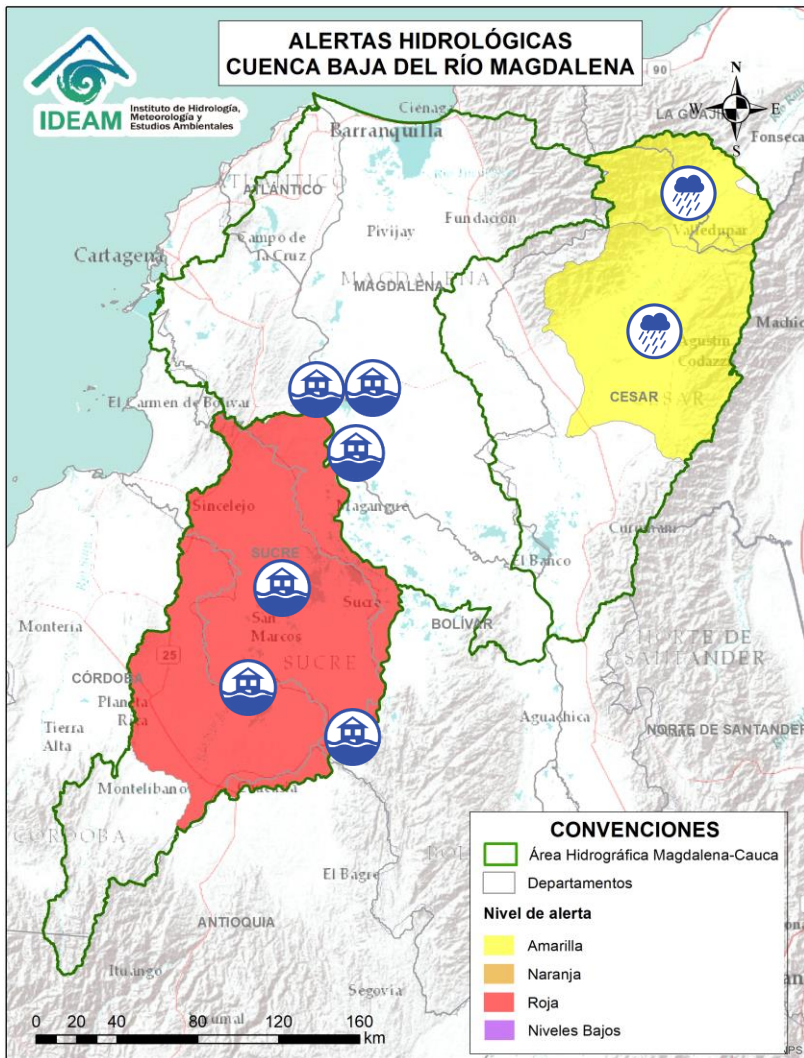 ALERTAS HIDROLÓGICAS
CUENCA BAJA DEL RÍO MAGDALENA
IDEAM
Instituto de Hidrología,
Meteorología y
Estudios Ambientales
90
N
W E
S
Ciénaga
LA GUAJIRA
Barranquilla
Fonseca
ATLÁNTICO
Fundación
Pivijay
Valledupar
Campo de
la Cruz
Cartagena
MAGDALENA
MAGDALENA
Agustín
Codazzi
El Carmen de Bolívar
CESAR
Sincelejo
Magangué
SUCRE
El Banco
Sucre
BOLÍVAR
San
Marcos
Montería
25
SUCRE
NORTE DE
SANTANDER
CÓRDOBA
Planeta
Rica
Aguachica
Tierra
Alta
NORTE DE SANTANDER
Montelibano
CÓRDOBA
El Bagre
ANTIOQUIA
Ituango
Segovia
0 20 40 80 120 160
km
CONVENCIONES
Área Hidrográfica Magdalena-Cauca
Departamentos
Nivel de alerta
Amarilla
Naranja
Roja
Niveles Bajos